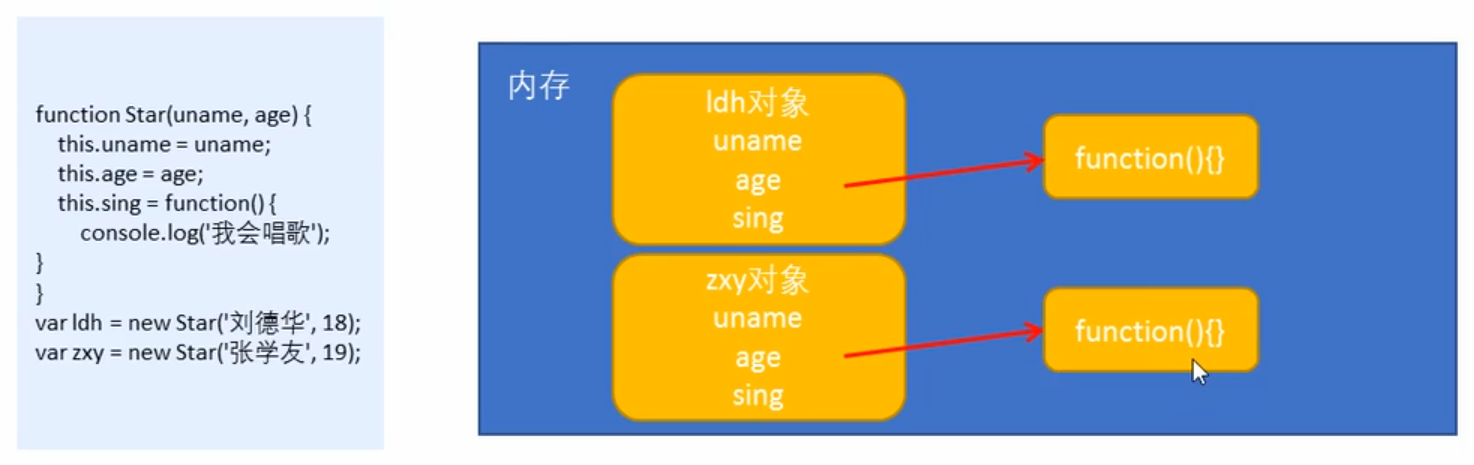 function Star(uname, age) {
this.uname = uname;
this.age = age;
this.sing = function() {
console.log('我会唱歌');
}
}
var ldh = new Star('刘德华', 18);
var zxy = new Star('张学友', 19);
内存
ldh对象
uname
age
sing
function(){}
zxy对象
uname
age
sing
function(){}